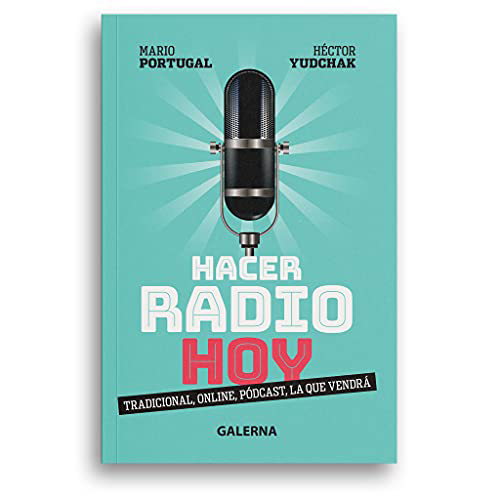 MARIO PORTUGAL
HÉCTOR YUDCHAK
HACER
RADIO
HOY
TRADICIONAL, ONLINE, PÓDCAST, LA QUE VENDRÁ
GALERNA